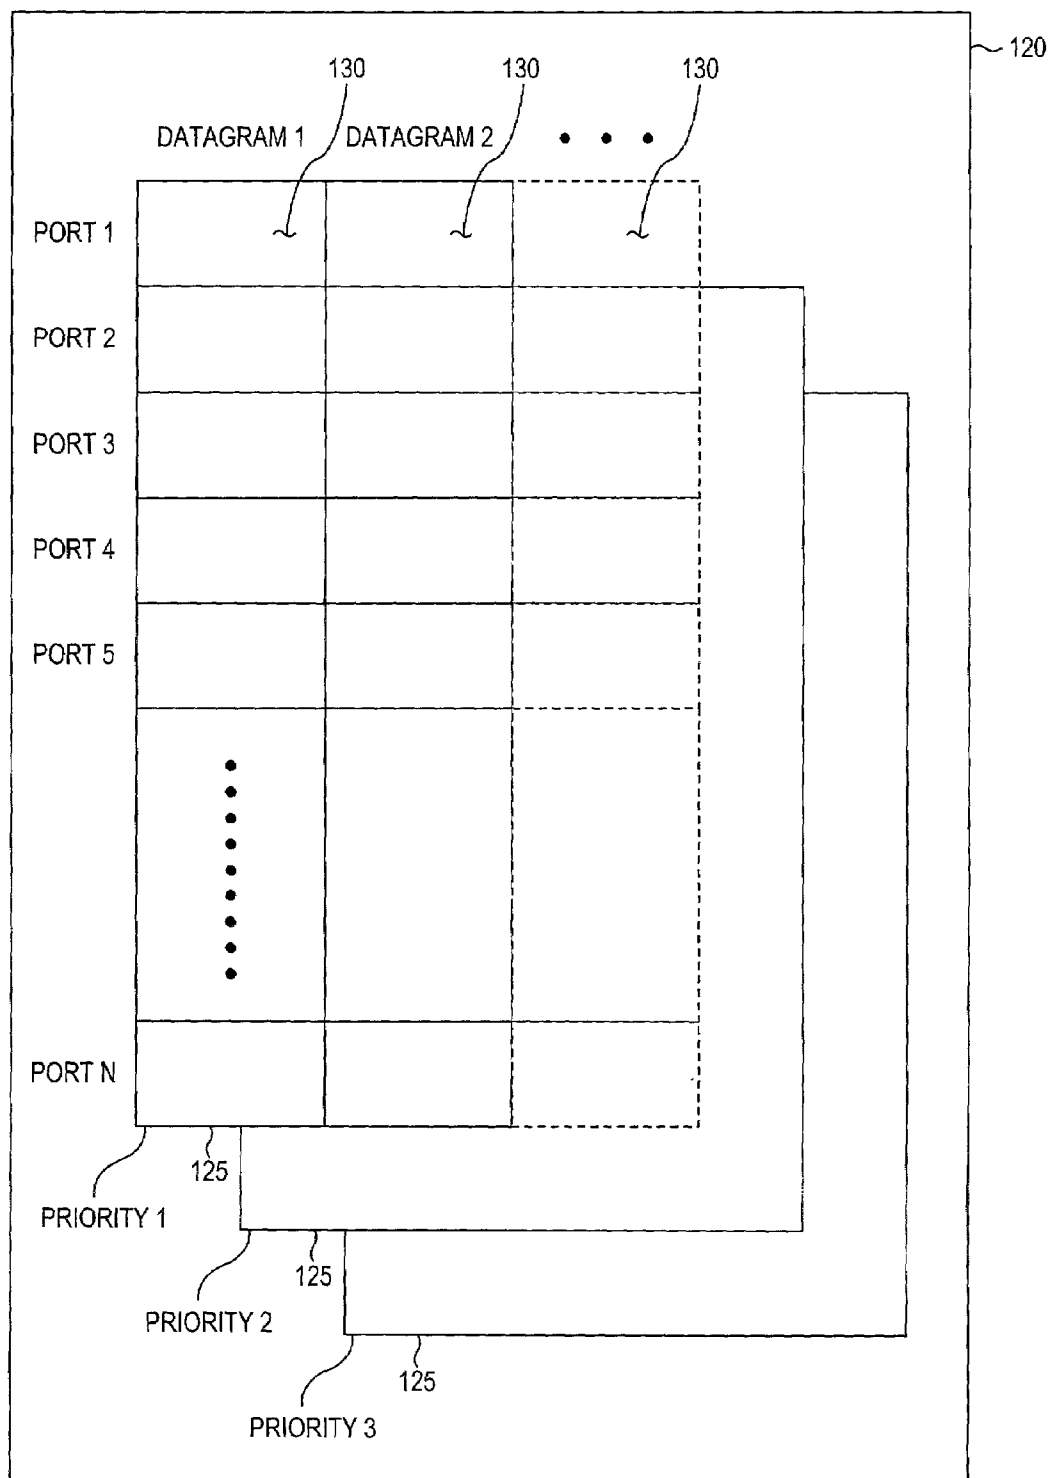 120
130 130 130
DATAGRAM 1 DATAGRAM 2 • • •
PORT 1
PORT 2
PORT 3
PORT 4
PORT 5
PORT N
125
PRIORITY 1
125
PRIORITY 2
125
PRIORITY 3